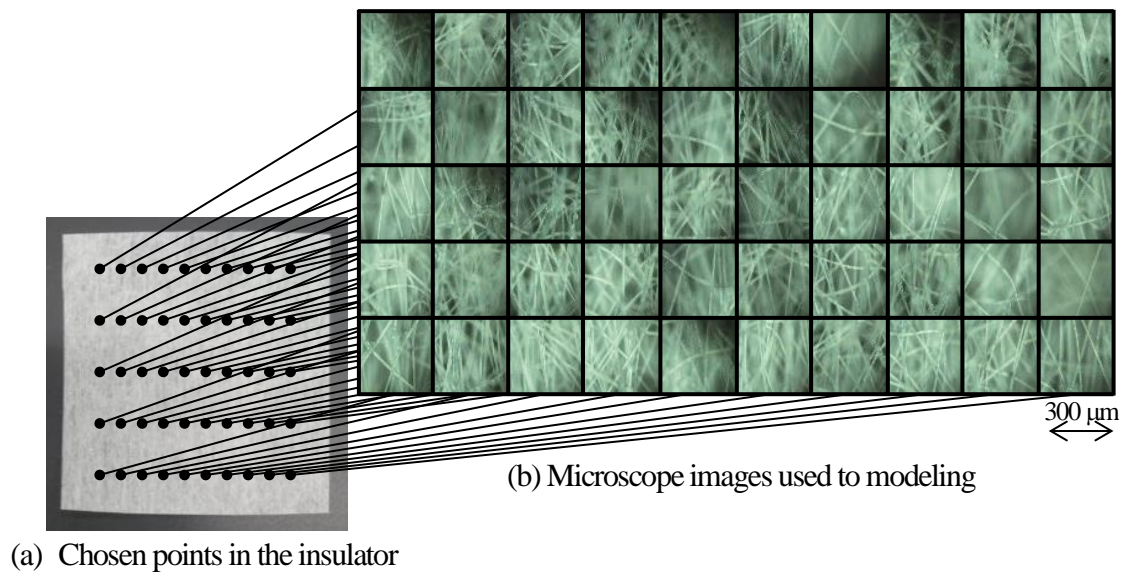 300 μm
(b) Microscope images used to modeling
(a) Chosen points in the insulator